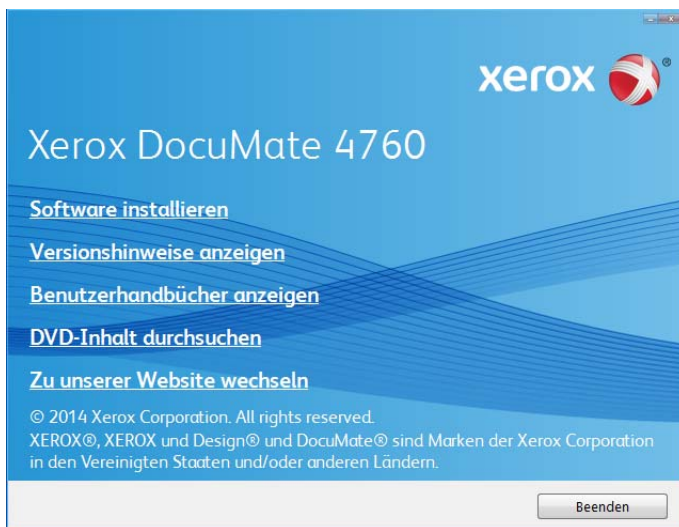 xerox ®
Xerox DocuMate 4760
Software installieren
Versionshinweise anzeigen
Benutzerhandbücher anzeigen
DVD-Inhalt durchsuchen
Zu unserer Website wechseln
© 2014 Xerox Corporation. All rights reserved.
XEROX®, XEROX und Design® und DocuMate® sind Marken der Xerox Corporation
in den Vereinigten Staaten und/oder anderen Ländern.
Beenden